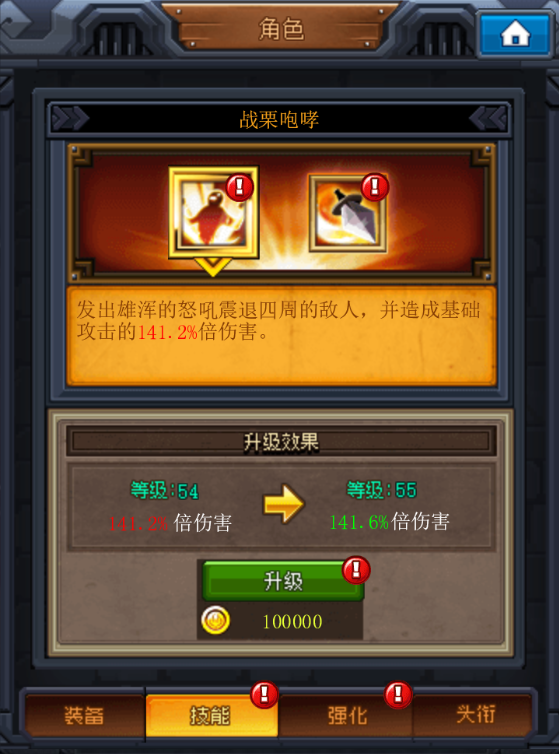 角色
战栗咆哮
发出雄浑的怒吼震退四周的敌人，并造成基础
攻击的141.2%倍伤害。
升级效果
等级:54
等级:55
141.2%倍伤害
141.6%倍伤害
升级
100000
装备
技能
强化
头衔